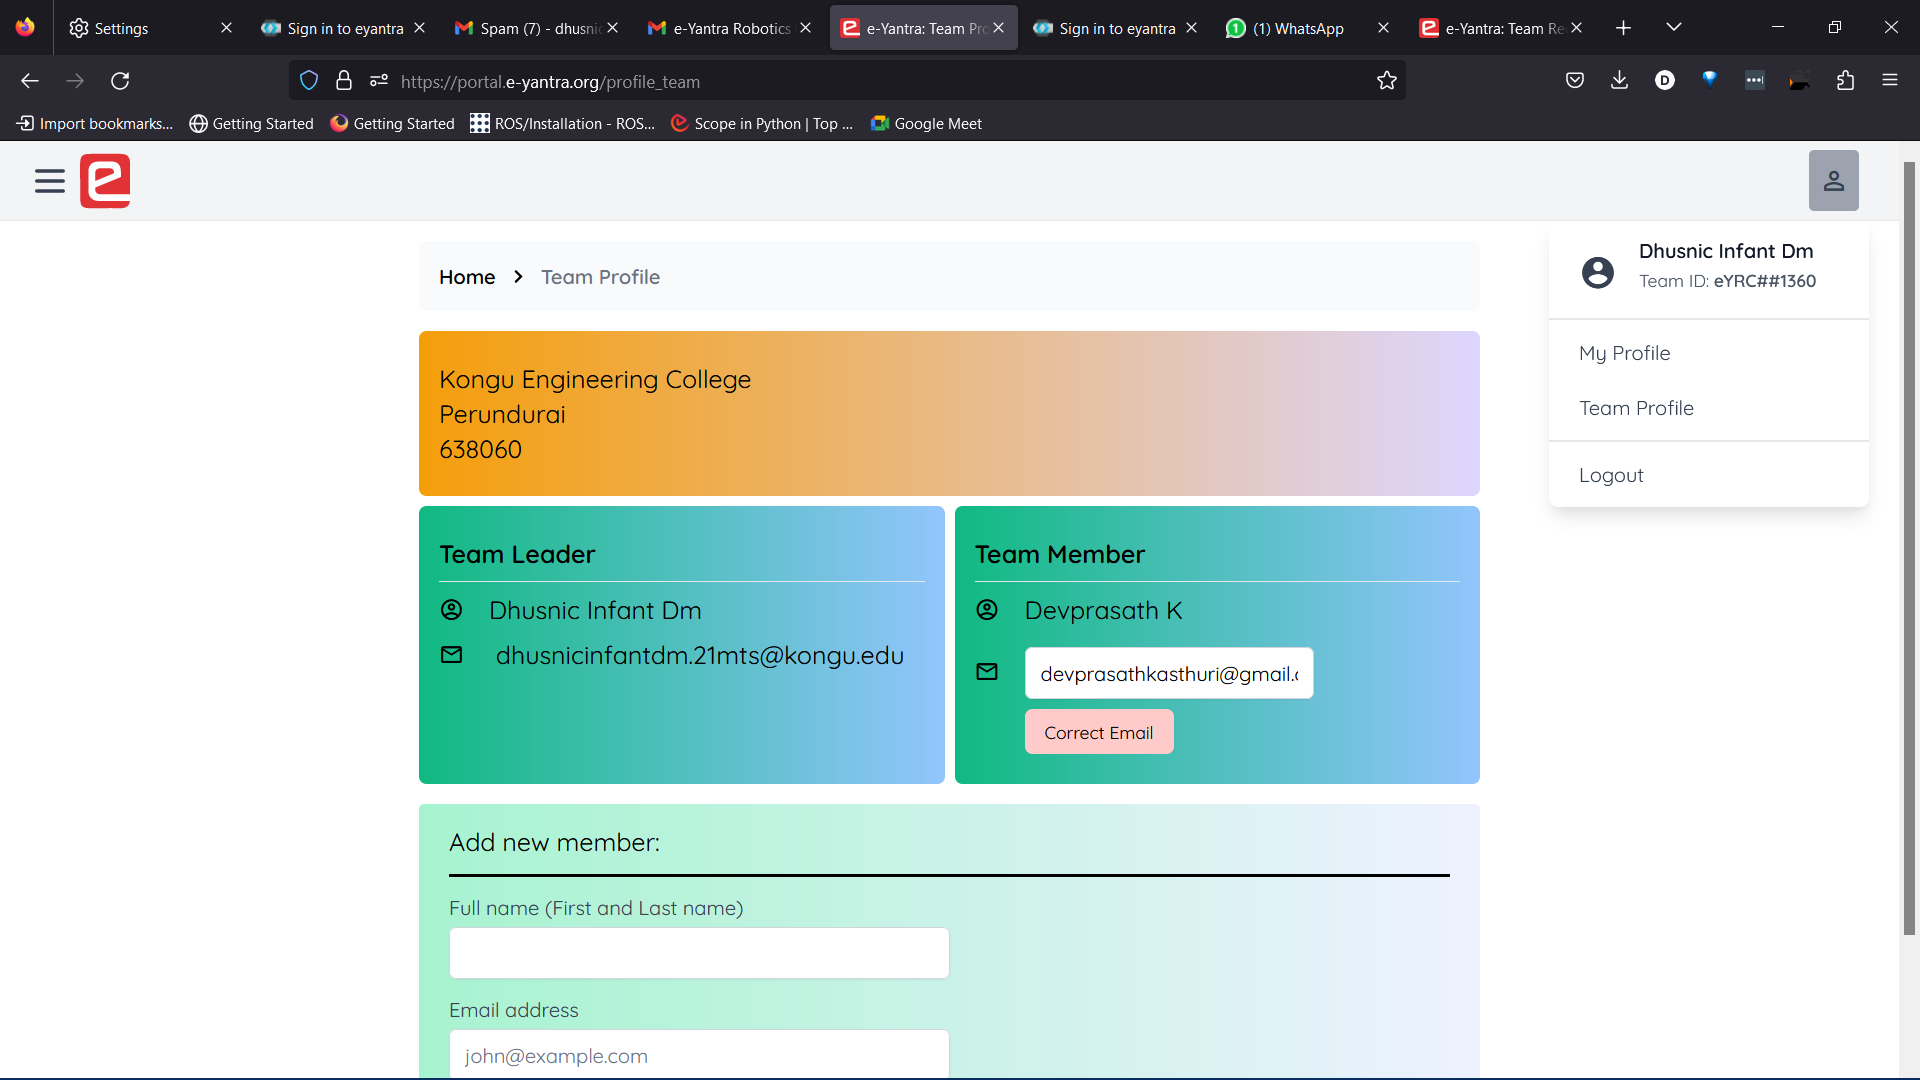 Settings
Sign in to eyantra
Spam (7) - dhusnic
e-Yantra Robotics
e-Yantra: Team Pro
Sign in to eyantra
(1) WhatsApp
e-Yantra: Team Re
https://portal.e-yantra.org/profile_team
Import bookmarks...
Getting Started
Getting Started
ROS/Installation - ROS...
Scope in Python | Top ...
Google Meet
Home
Team Profile
Dhusnic Infant Dm
Team ID: eYRC##1360
My Profile
Team Profile
Logout
Kongu Engineering College
Perundurai
638060
Team Leader
Dhusnic Infant Dm
dhusnicinfantdm.21mts@kongu.edu
Team Member
Devprasath K
devprasathkasthuri@gmail.c
Correct Email
Add new member:
Full name (First and Last name)
Email address
john@example.com